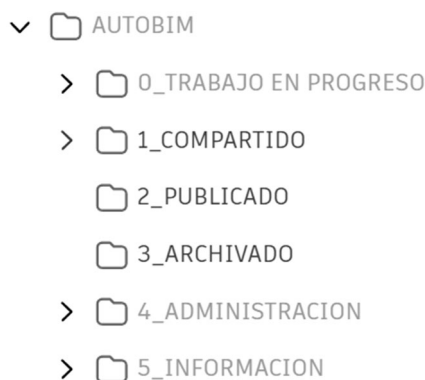 AUTOBIM
0_TRABAJO EN PROGRESO
1_COMPARTIDO
2_PUBLICADO
3_ARCHIVADO
4_ADMINISTRACION
5_INFORMACION